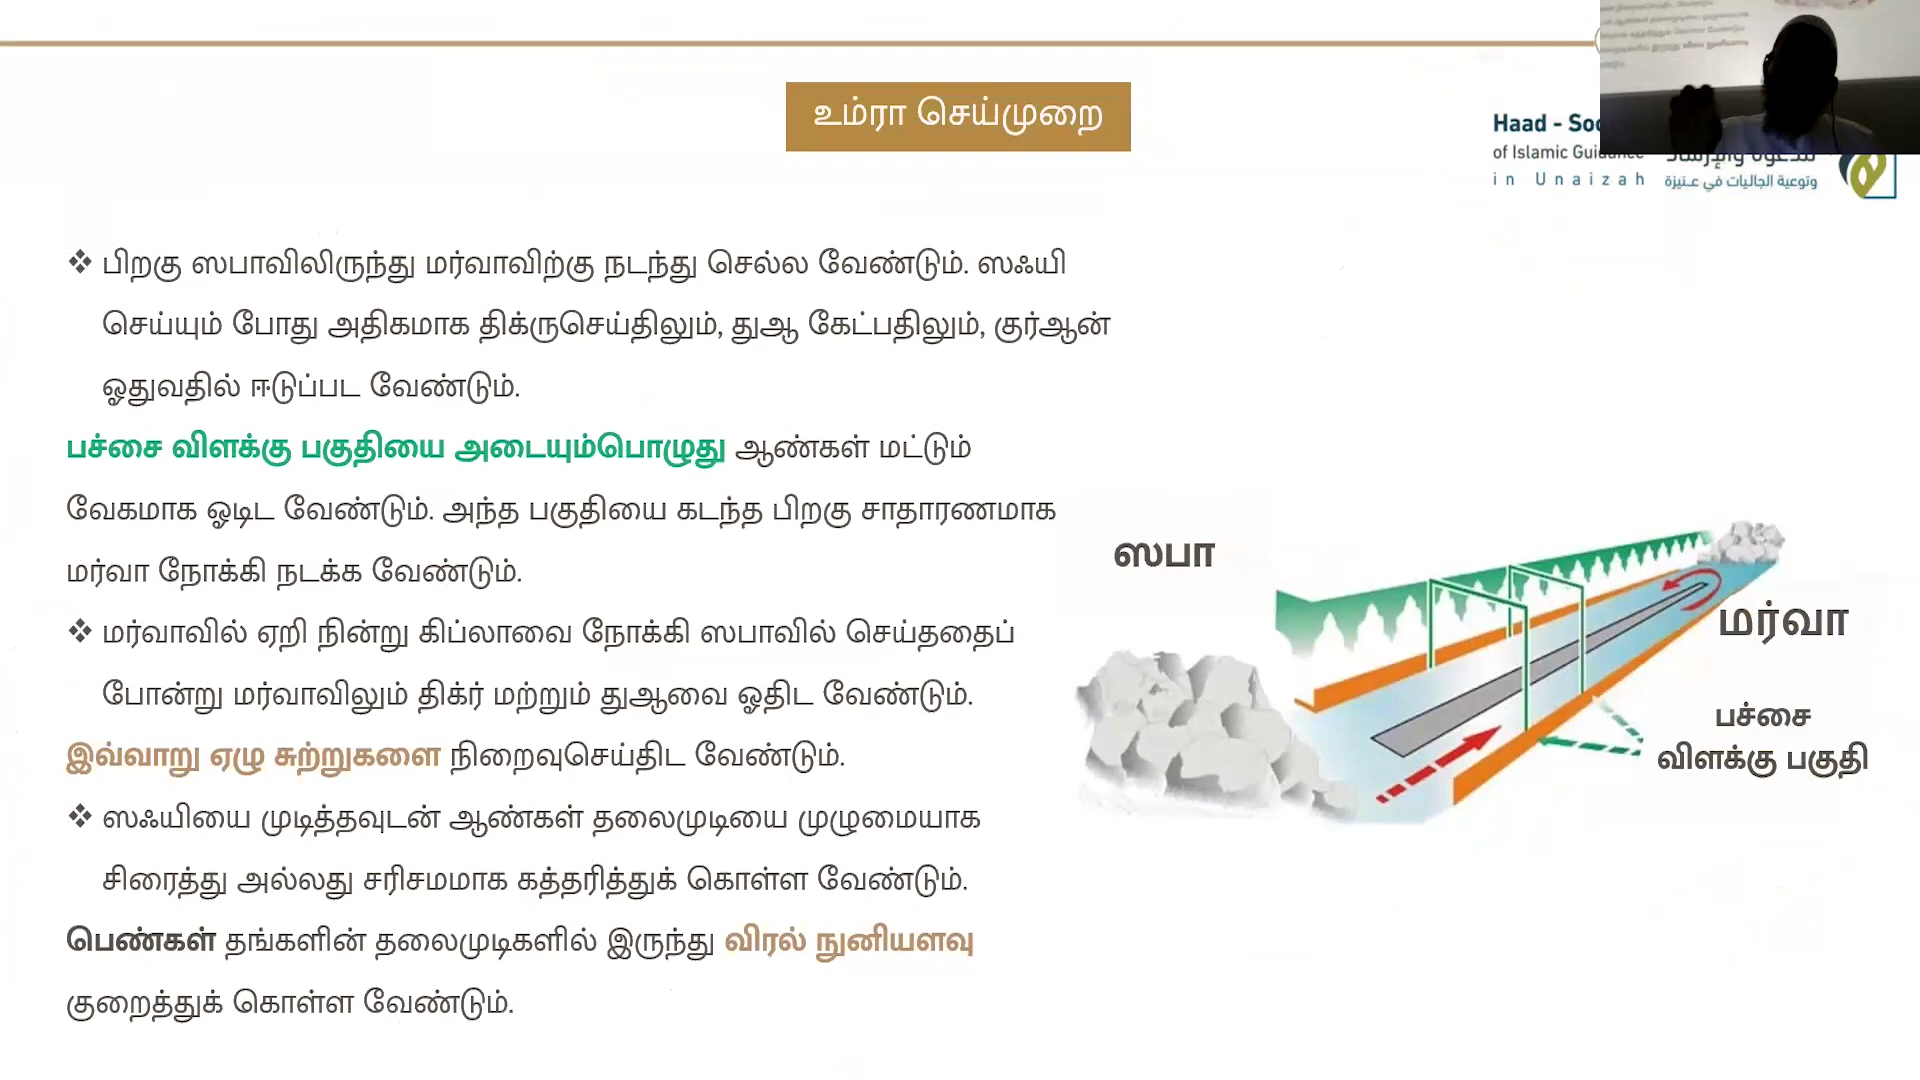 உம்ரா செய்முறை
Haad - Soc
of Islamic Guidance
in Unaizah
وتوعية الجاليات في عنيزة
❖ பிறகு ஸபாவிலிருந்து மர்வாவிற்கு நடந்து செல்ல வேண்டும். ஸஃயி
செய்யும் போது அதிகமாக திக்ருசெய்திலும், துஆ கேட்பதிலும், குர்ஆன்
ஓதுவதில் ஈடுப்பட வேண்டும்.
பச்சை விளக்கு பகுதியை அடையும்பொழுது ஆண்கள் மட்டும்
வேகமாக ஓடிட வேண்டும். அந்த பகுதியை கடந்த பிறகு சாதாரணமாக
மர்வா நோக்கி நடக்க வேண்டும்.
❖ மர்வாவில் ஏறி நின்று கிப்லாவை நோக்கி ஸபாவில் செய்ததைப்
போன்று மர்வாவிலும் திக்ர் மற்றும் துஆவை ஓதிட வேண்டும்.
இவ்வாறு ஏழு சுற்றுகளை நிறைவுசெய்திட வேண்டும்.
❖ ஸஃயியை முடித்தவுடன் ஆண்கள் தலைமுடியை முழுமையாக
சிரைத்து அல்லது சரிசமமாக கத்தரித்துக் கொள்ள வேண்டும்.
பெண்கள் தங்களின் தலைமுடிகளில் இருந்து விரல் நுனியளவு
குறைத்துக் கொள்ள வேண்டும்.
ஸபா
மர்வா
பச்சை
விளக்கு பகுதி